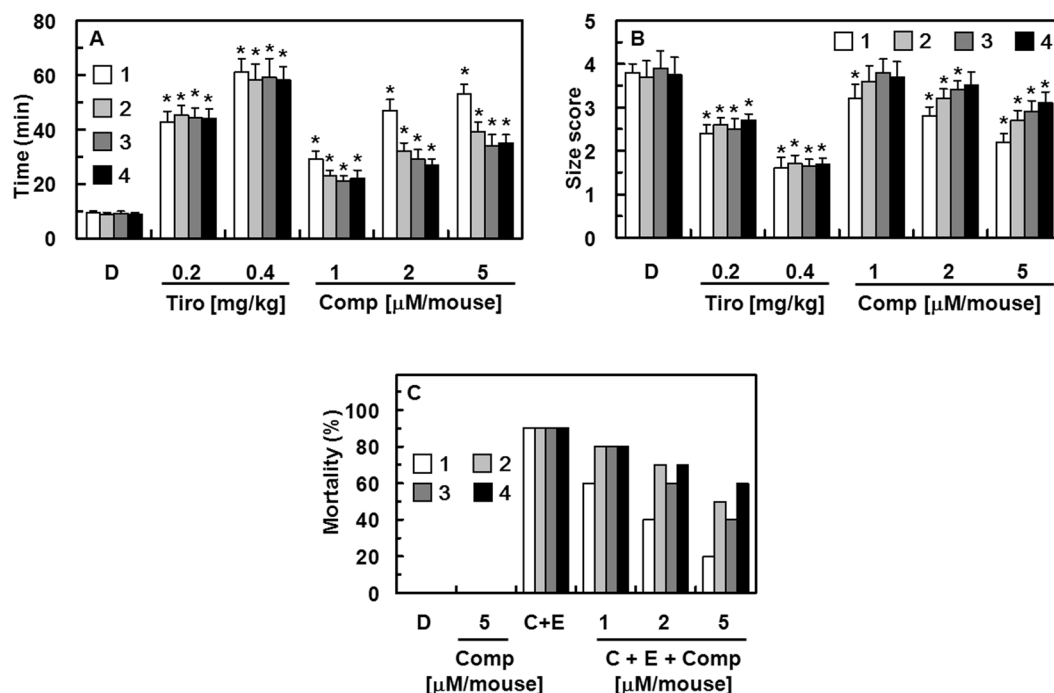 A
Time (min)
80
60
40
20
0
1
2
3
4
D
0.2
0.4
1
2
5
Tiro [mg/kg]
Comp [μM/mouse]
B
Size score
5
4
3
2
1
0
1
2
3
4
D
0.2
0.4
1
2
5
Tiro [mg/kg]
Comp [μM/mouse]
C
Mortality (%)
100
80
60
40
20
0
1
2
3
4
D
5
C+E
1
2
5
Comp
[μM/mouse]
C + E + Comp
[μM/mouse]